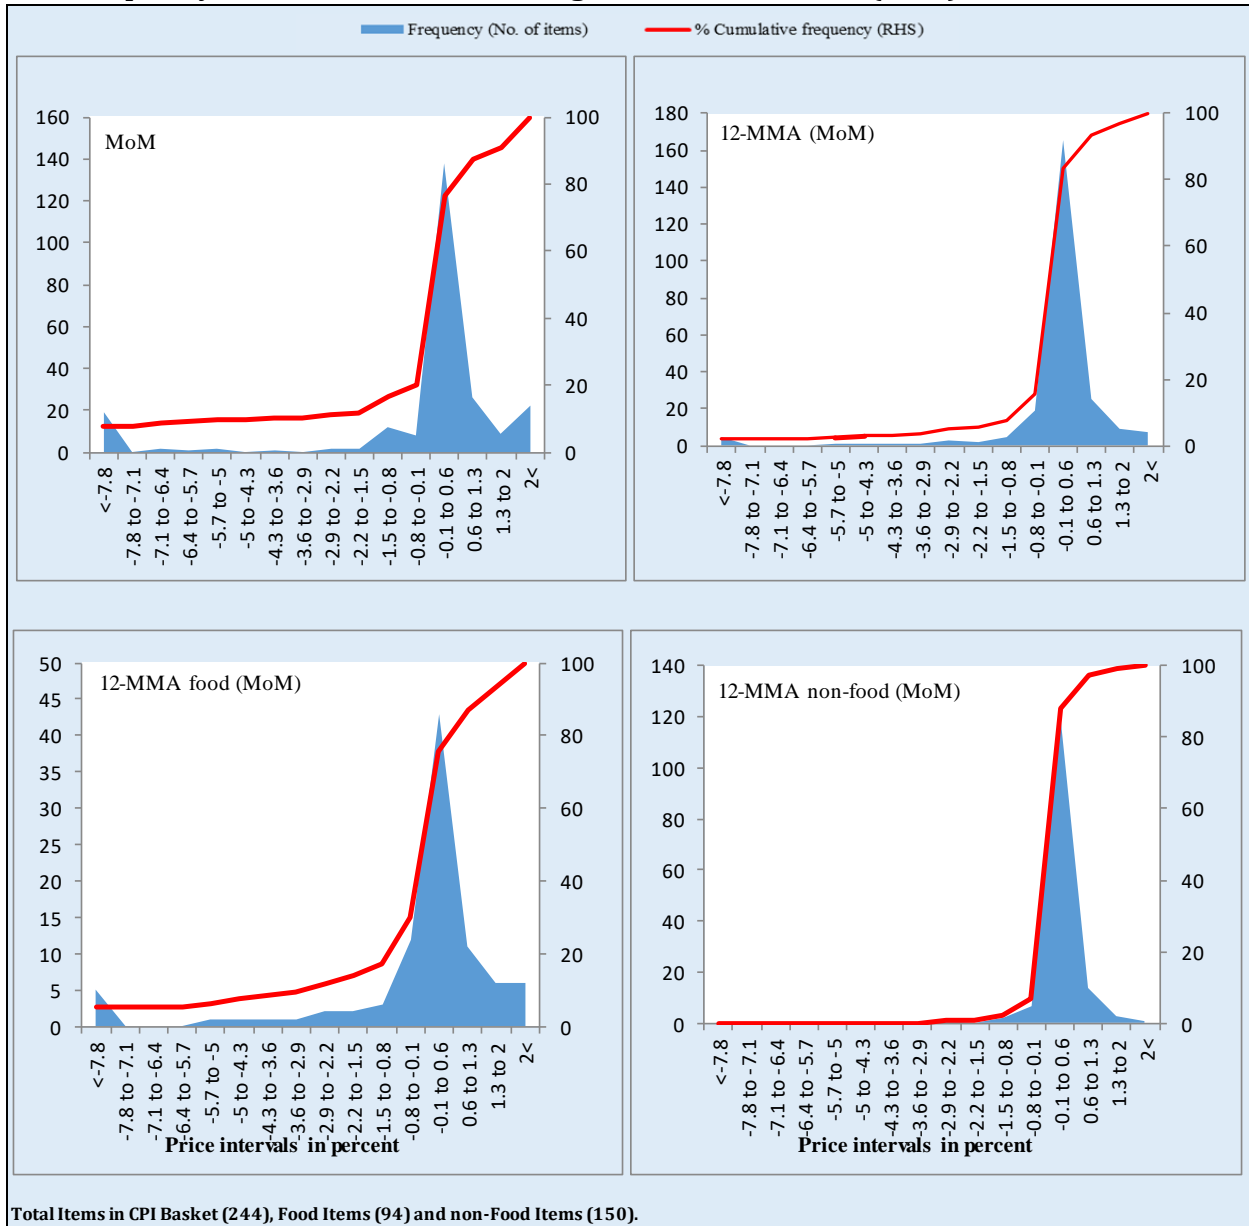 Frequency (No. of items) % Cumulative frequency (RHS)
MoM
160
140
120
100
80
60
40
20
0
100
80
60
40
20
0
<-7.8
-7.8 to -7.1
-7.1 to -6.4
-6.4 to -5.7
-5.7 to -5
-5 to -4.3
-4.3 to -3.6
-3.6 to -2.9
-2.9 to -2.2
-2.2 to -1.5
-1.5 to -0.8
-0.8 to -0.1
-0.1 to 0.6
0.6 to 1.3
1.3 to 2
2<
12-MMA (MoM)
180
160
140
120
100
80
60
40
20
0
100
80
60
40
20
0
<-7.8
-7.8 to -7.1
-7.1 to -6.4
-6.4 to -5.7
-5.7 to -5
-5 to -4.3
-4.3 to -3.6
-3.6 to -2.9
-2.9 to -2.2
-2.2 to -1.5
-1.5 to -0.8
-0.8 to -0.1
-0.1 to 0.6
0.6 to 1.3
1.3 to 2
2<
12-MMA food (MoM)
50
45
40
35
30
25
20
15
10
5
0
100
80
60
40
20
0
<-7.8
-7.8 to -7.1
-7.1 to -6.4
-6.4 to -5.7
-5.7 to -5
-5 to -4.3
-4.3 to -3.6
-3.6 to -2.9
-2.9 to -2.2
-2.2 to -1.5
-1.5 to -0.8
-0.8 to -0.1
-0.1 to 0.6
0.6 to 1.3
1.3 to 2
2<
Price intervals in percent
12-MMA non-food (MoM)
140
120
100
80
60
40
20
0
100
80
60
40
20
0
<-7.8
-7.8 to -7.1
-7.1 to -6.4
-6.4 to -5.7
-5.7 to -5
-5 to -4.3
-4.3 to -3.6
-3.6 to -2.9
-2.9 to -2.2
-2.2 to -1.5
-1.5 to -0.8
-0.8 to -0.1
-0.1 to 0.6
0.6 to 1.3
1.3 to 2
2<
Price intervals in percent
Total Items in CPI Basket (244), Food Items (94) and non-Food Items (150).